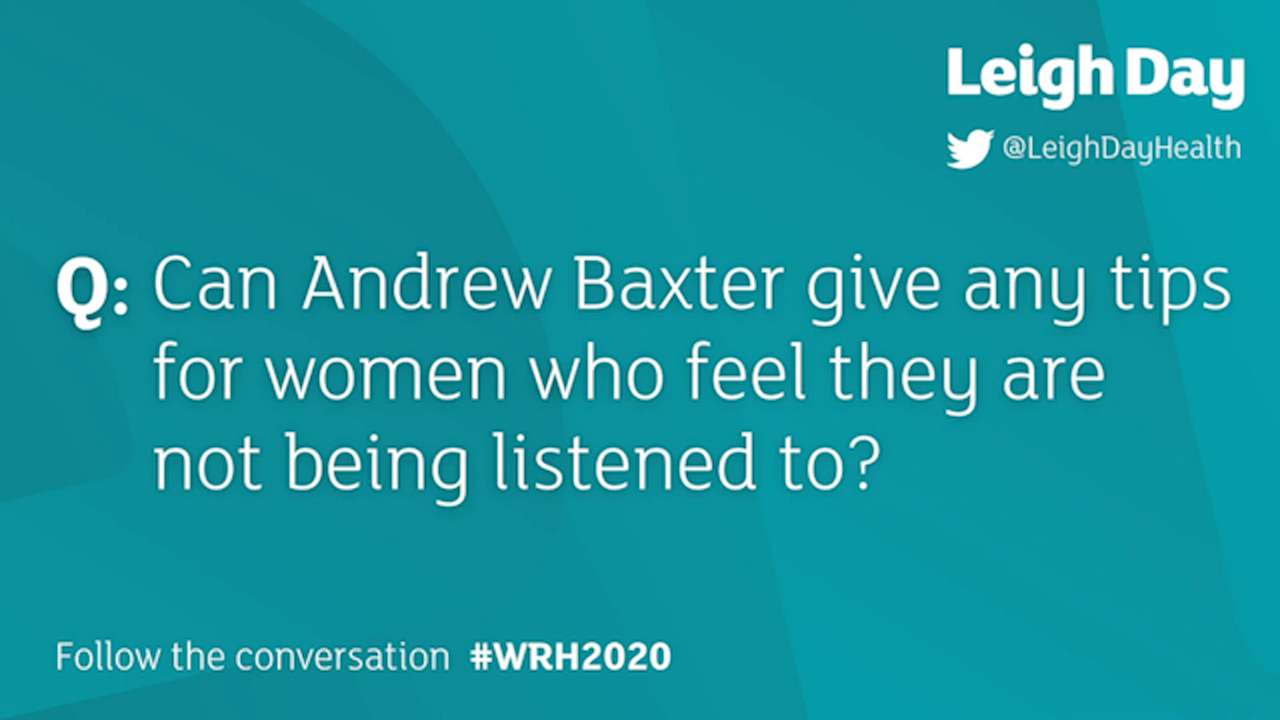 Leigh Day
@LeighDayHealth
Q: Can Andrew Baxter give any tips
for women who feel they are
not being listened to?
Follow the conversation #WRH2020